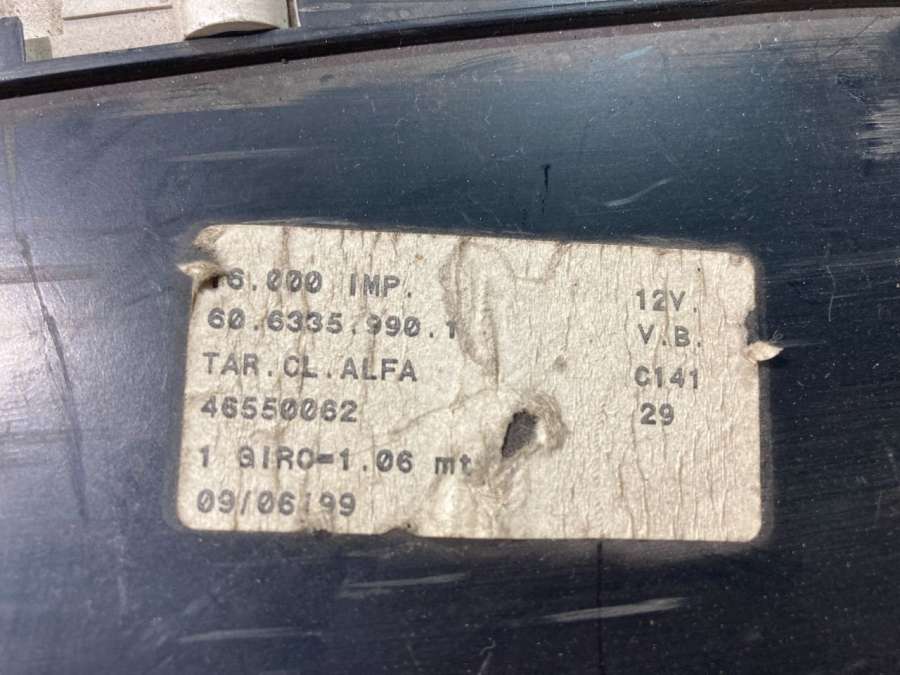 16.000 IMP.
60.6335.990.1
TAR.CL.ALFA
46550062
1 GIRO=1.06 mt
09/06/99
12V.
V.B.
C141
29